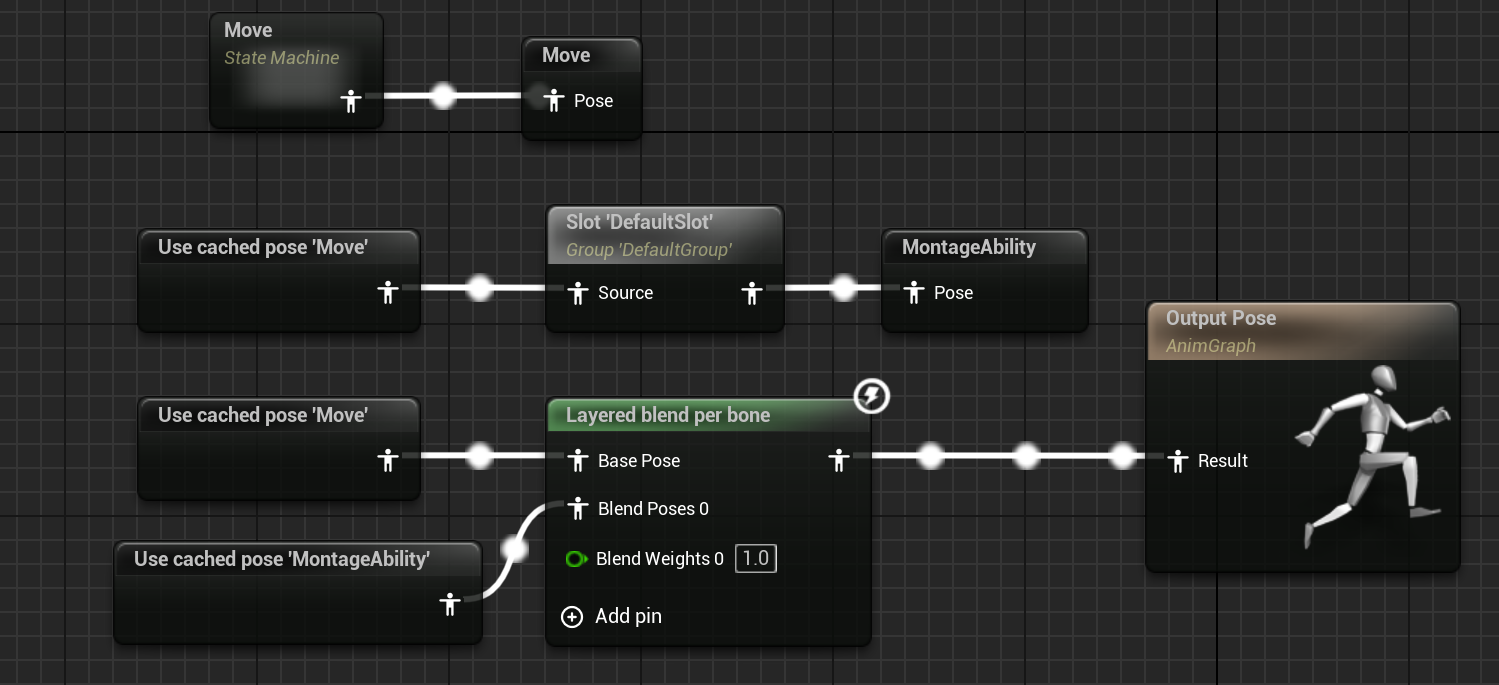 Move
State Machine
Move
Pose
Use cached pose 'Move'
Slot 'DefaultSlot'
Group 'DefaultGroup'
Source
MontageAbility
Pose
Output Pose
AnimGraph
Result
Use cached pose 'Move'
Layered blend per bone
Base Pose
Blend Poses 0
Blend Weights 0 1.0
Add pin
Use cached pose 'MontageAbility'